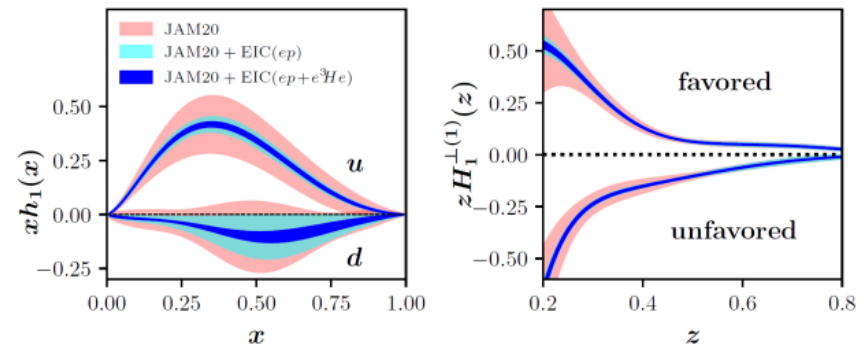 JAM20
JAM20 + EIC(ep)
JAM20 + EIC(ep+e³He)
xh₁(x)
0.50
0.25
0.00
−0.25
u
d
0.00 0.25 0.50 0.75 1.00
x
zH₁^⊥(1)(z)
0.50
0.25
0.00
−0.25
−0.50
favored
unfavored
0.2 0.4 0.6 0.8
z